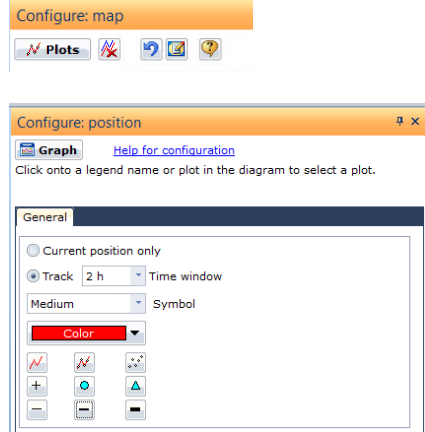 Configure: map
Plots
Configure: position
Graph Help for configuration
Click onto a legend name or plot in the diagram to select a plot.
General
Current position only
Track 2 h Time window
Medium Symbol
Color